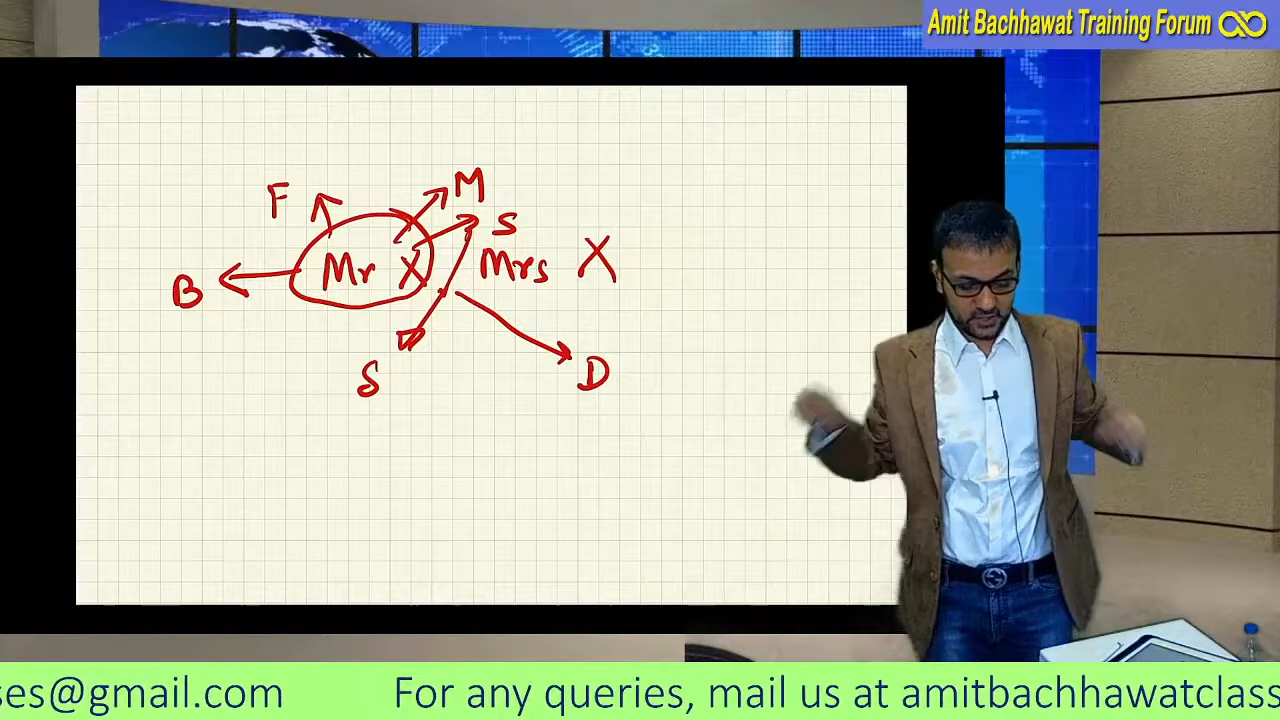 Amit Bachhawat Training Forum
F
M
S
Mr X
Mrs X
B
S
D
ses@gmail.com For any queries, mail us at amitbachhawatclass